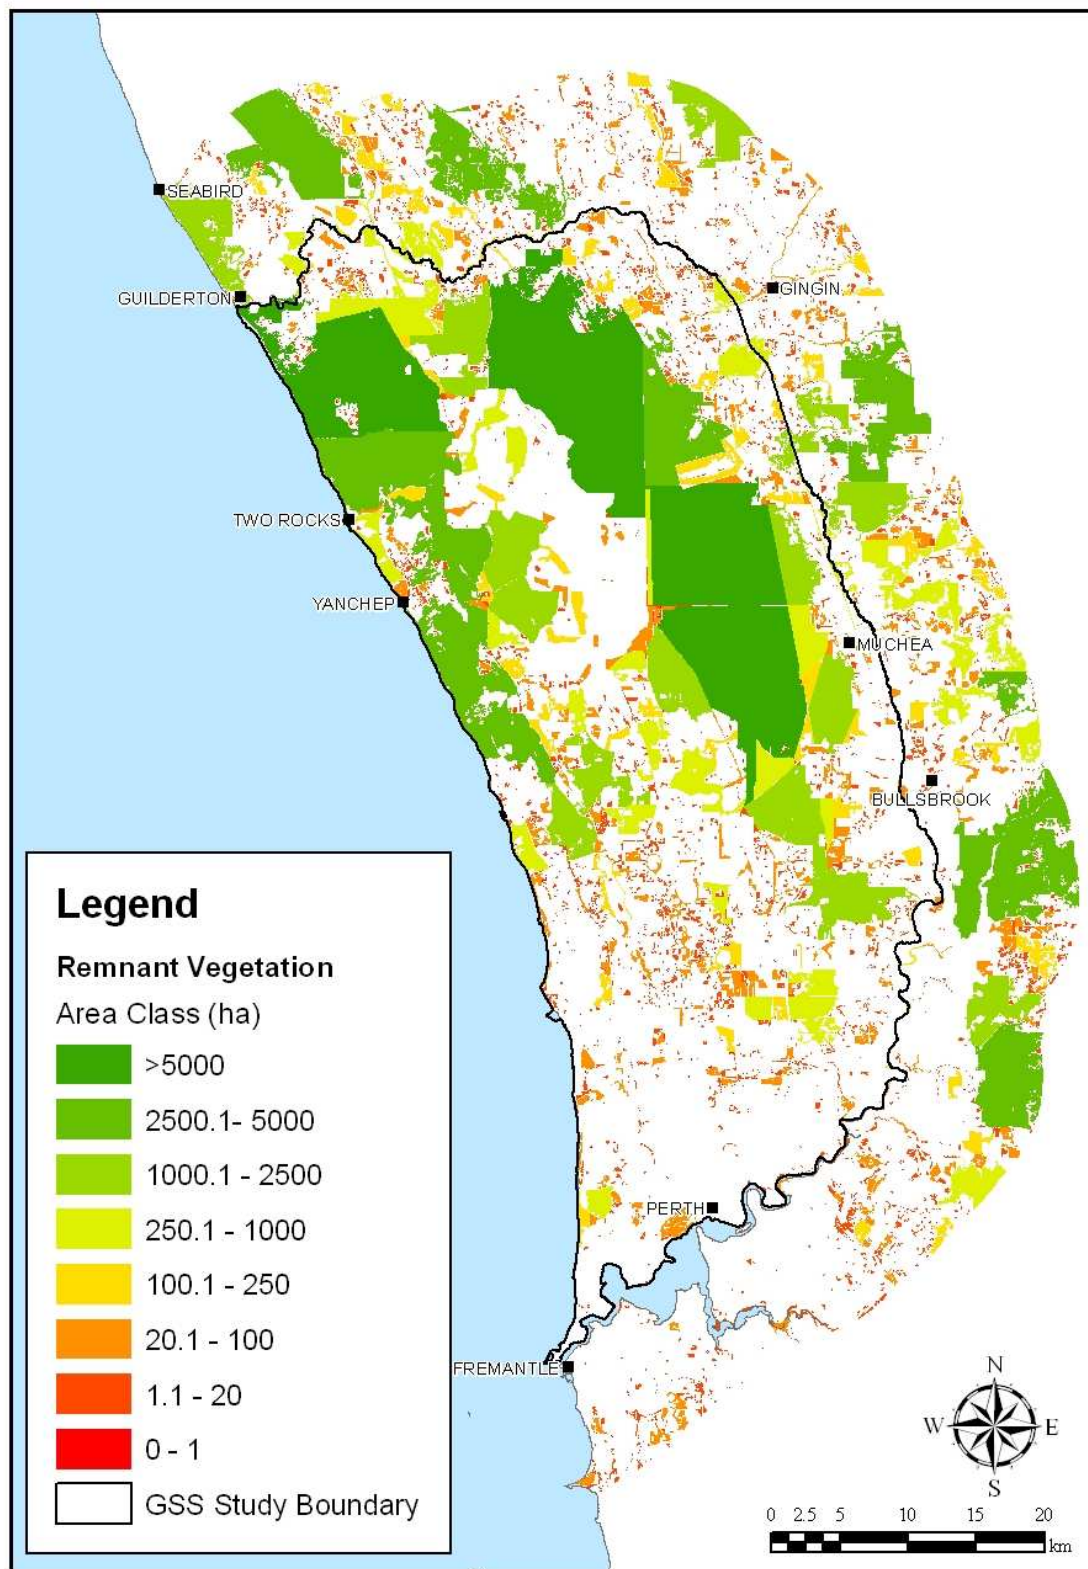 SEABIRD
GUILDERTON
GINGIN
TWO ROCKS
YANCHEP
MUCHEA
BULLSBROOK
Legend
Remnant Vegetation
Area Class (ha)
>5000
2500.1- 5000
1000.1 - 2500
250.1 - 1000
100.1 - 250
20.1 - 100
1.1 - 20
0 - 1
GSS Study Boundary
PERTH
FREMANTLE
N
W E
S
0 2.5 5 10 15 20
km